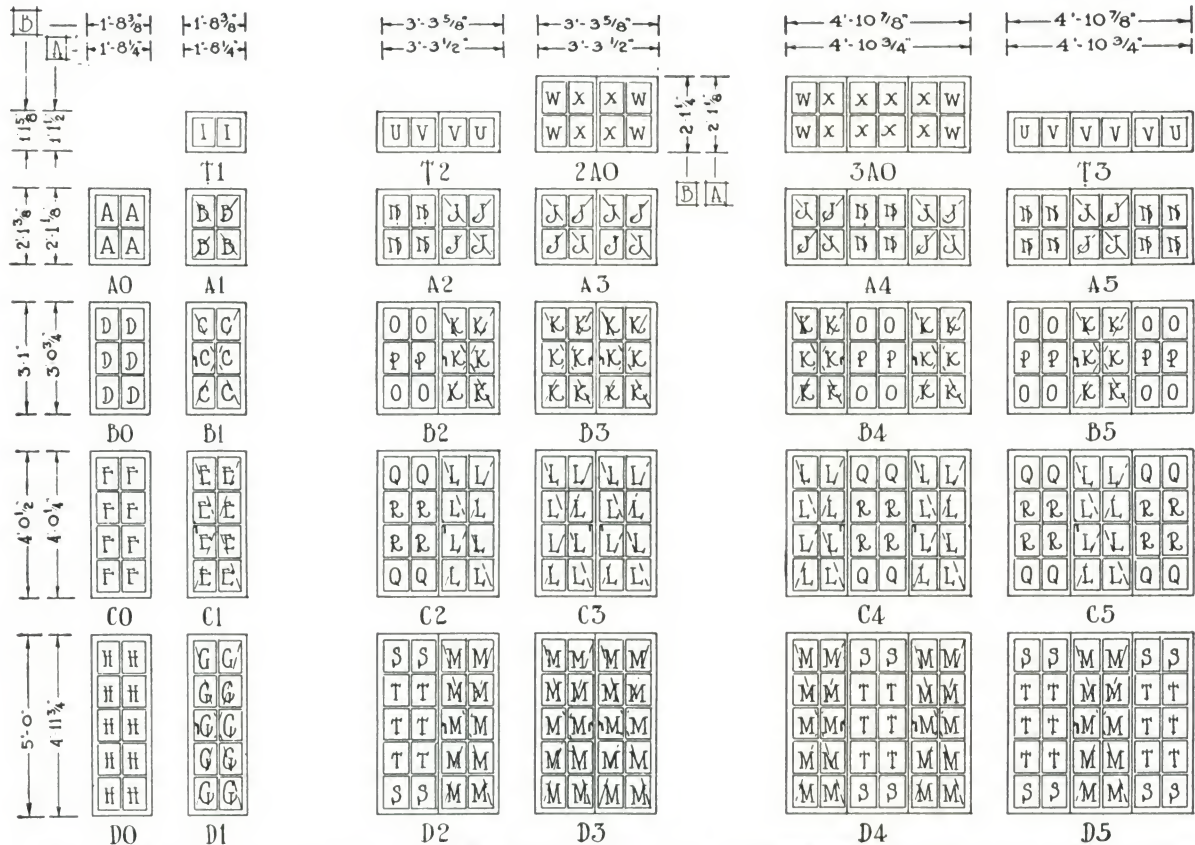 B 1'-8 3/8" 1'-8 3/8" 3'-3 5/8" 3'-3 5/8" 4'-10 7/8" 4'-10 7/8"
A 1'-8 1/4" 1'-8 1/4" 3'-3 1/2" 3'-3 1/2" 4'-10 3/4" 4'-10 3/4"
W X X W W X X X X W
1'1 5/8" 1'1 1/2" I I U V V U W X X W 2'-1 1/4" 2'-1 1/8" W X X X X W U V V V V U
T1 T2 2A0 B A 3A0 T3
2'-1 3/8" 2'-1 1/8" A A B B N N J J J J J J J J N N J J N N J J N N
A A B B N N J J J J J J J J N N J J N N J J N N
A0 A1 A2 A3 A4 A5
D D C C O O K K K K K K K K O O K K O O K K O O
3'-1" 3'-0 3/4" D D C C P P K K K K K K K K P P K K P P K K P P
D D C C O O K K K K K K K K O O K K O O K K O O
B0 B1 B2 B3 B4 B5
F F E E Q Q L L L L L L L L Q Q L L Q Q L L Q Q
4'-0 1/2" 4'-0 1/4" F F E E R R L L L L L L L L R R L L R R L L R R
F F E E R R L L L L L L L L R R L L R R L L R R
F F E E Q Q L L L L L L L L Q Q L L Q Q L L Q Q
C0 C1 C2 C3 C4 C5
H H G G S S M M M M M M M M S S M M S S M M S S
H H G G T T M M M M M M M M T T M M T T M M T T
5'-0" 4'-11 3/4" H H G G T T M M M M M M M M T T M M T T M M T T
H H G G T T M M M M M M M M T T M M T T M M T T
H H G G S S M M M M M M M M S S M M S S M M S S
D0 D1 D2 D3 D4 D5